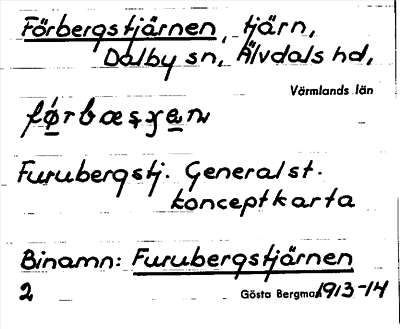 Förbergstjärnen, tjärn,
Dalby sn, Älvdals hd,
Värmlands län
Furubergstj. Generalst.
konceptkarta
Binamn: Furubergstjärnen
2 Gösta Bergman 1913-14